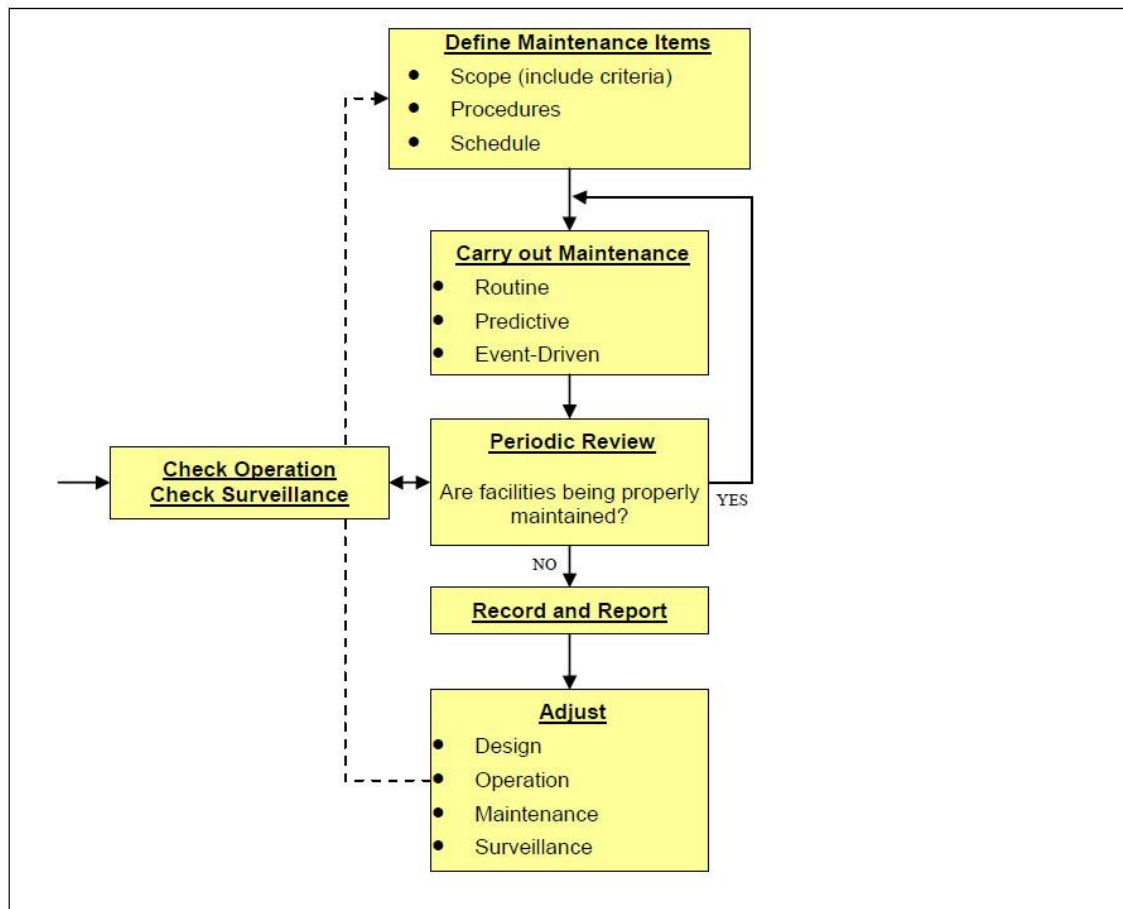 Define Maintenance Items
● Scope (include criteria)
● Procedures
● Schedule
Carry out Maintenance
● Routine
● Predictive
● Event-Driven
Periodic Review
Are facilities being properly
maintained?
YES
Check Operation
Check Surveillance
NO
Record and Report
Adjust
● Design
● Operation
● Maintenance
● Surveillance